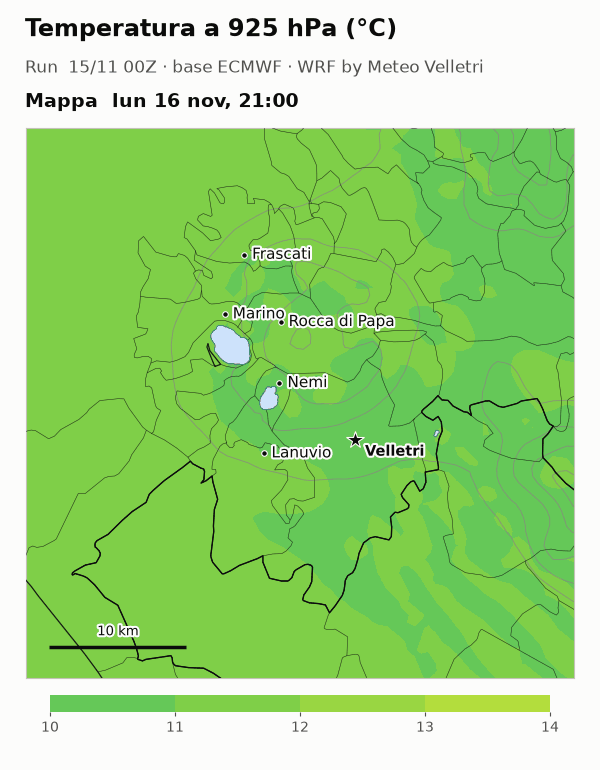 Temperatura a 925 hPa (°C)
Run  15/11 00Z · base ECMWF · WRF by Meteo Velletri
Mappa  lun 16 nov, 21:00
Frascati
Marino
Rocca di Papa
Nemi
Velletri
Lanuvio
10 km
10 11 12 13 14